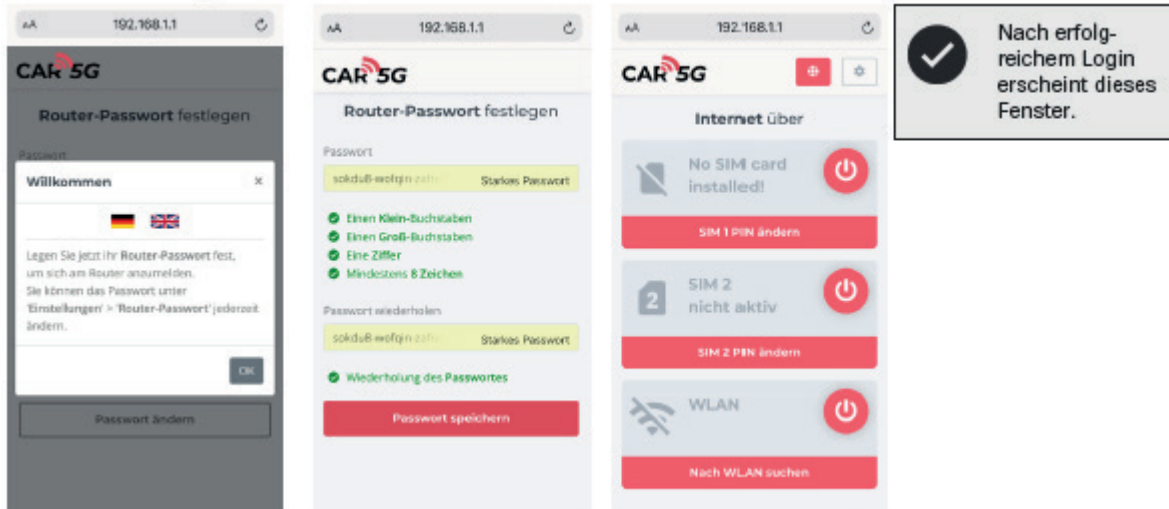 AA 192.168.1.1
CAR 5G
Router-Passwort festlegen
Passwort
Willkommen ×
Legen Sie jetzt ihr Router-Passwort fest,
um sich am Router anzumelden.
Sie können das Passwort unter
'Einstellungen' > 'Router-Passwort' jederzeit
ändern.
OK
Passwort ändern
AA 192.168.1.1
CAR 5G
Router-Passwort festlegen
Passwort
Starkes Passwort
Einen Klein-Buchstaben
Einen Groß-Buchstaben
Eine Ziffer
Mindestens 8 Zeichen
Passwort wiederholen
Starkes Passwort
Wiederholung des Passwortes
Passwort speichern
AA 192.168.1.1
CAR 5G
Internet über
No SIM card
installed!
SIM 1 PIN ändern
2
SIM 2
nicht aktiv
SIM 2 PIN ändern
WLAN
Nach WLAN suchen
Nach erfolg-
reichem Login
erscheint dieses
Fenster.